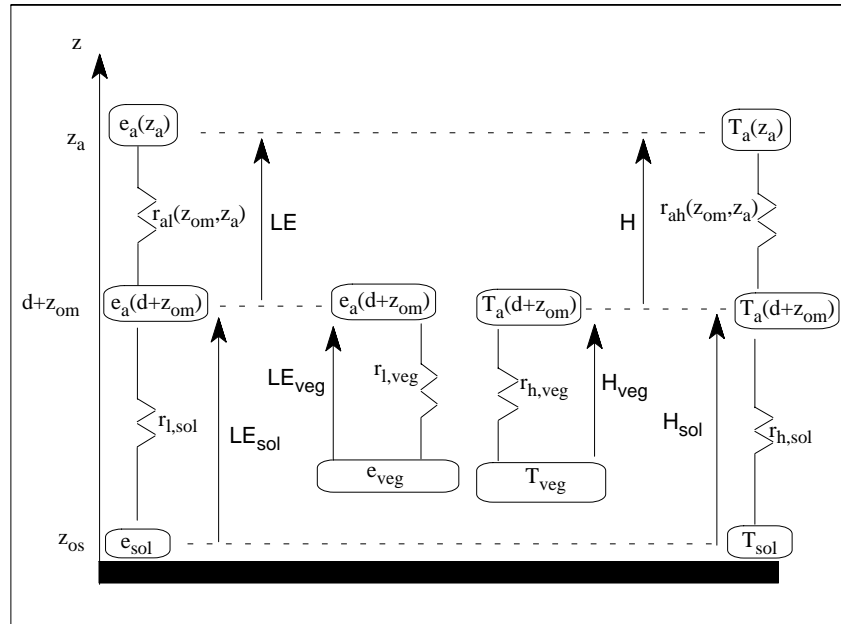 z
z_a
e_a(z_a)
T_a(z_a)
r_al(z_om,z_a)
LE
H
r_ah(z_om,z_a)
d+z_om
e_a(d+z_om)
e_a(d+z_om)
T_a(d+z_om)
T_a(d+z_om)
LE_veg
r_l,veg
r_h,veg
H_veg
r_l,sol
LE_sol
H_sol
r_h,sol
e_veg
T_veg
z_os
e_sol
T_sol